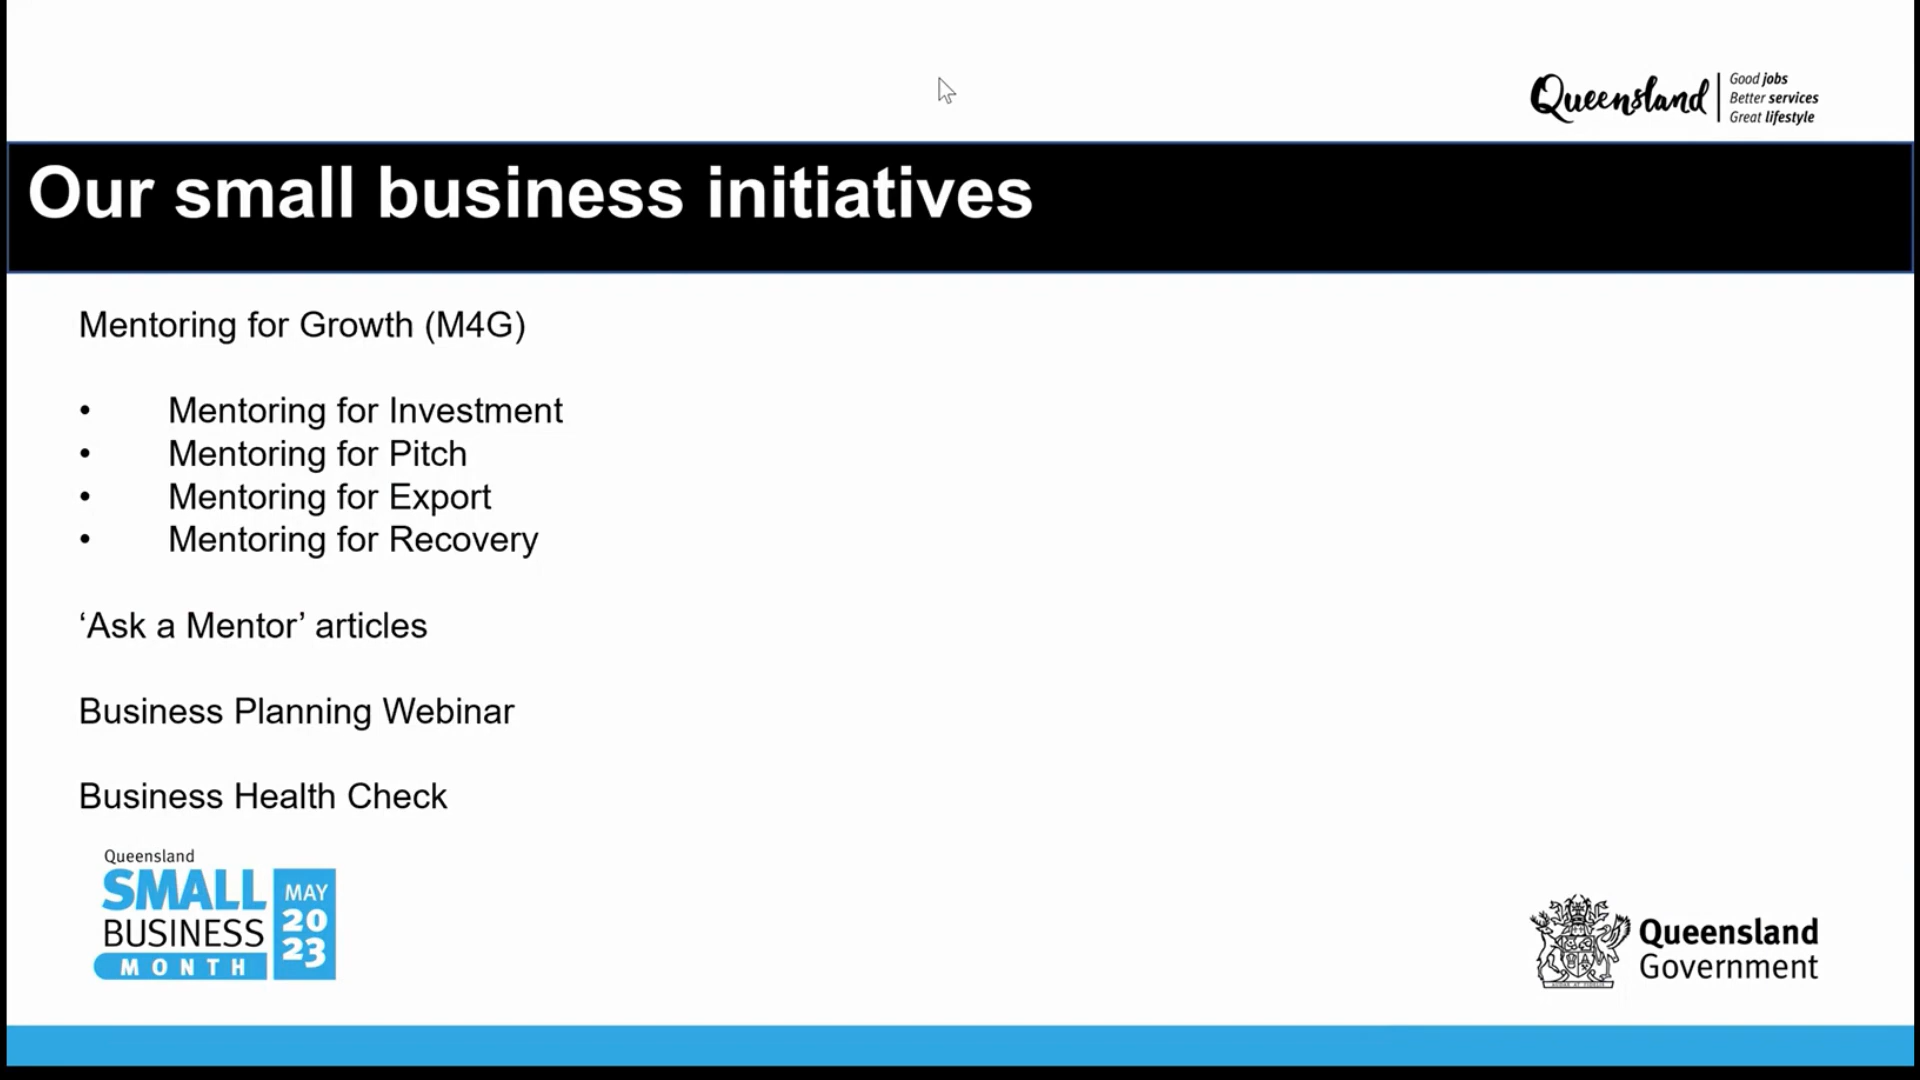 Queensland
Good jobs
Better services
Great lifestyle
Our small business initiatives
Mentoring for Growth (M4G)
• Mentoring for Investment
• Mentoring for Pitch
• Mentoring for Export
• Mentoring for Recovery
‘Ask a Mentor’ articles
Business Planning Webinar
Business Health Check
Queensland
SMALL
BUSINESS
MONTH
MAY
20
23
Queensland
Government